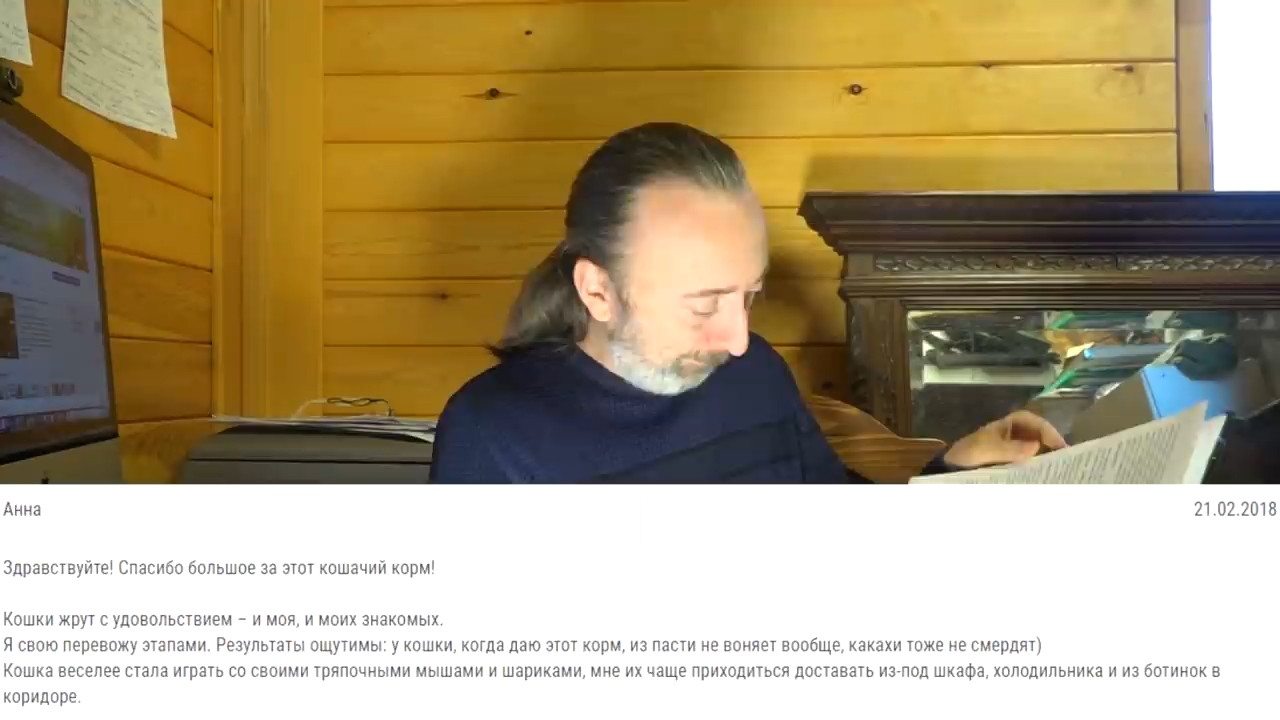 Анна 21.02.2018
Здравствуйте! Спасибо большое за этот кошачий корм!
Кошки жрут с удовольствием – и моя, и моих знакомых.
Я свою перевожу этапами. Результаты ощутимы: у кошки, когда даю этот корм, из пасти не воняет вообще, какахи тоже не смердят)
Кошка веселее стала играть со своими тряпочными мышами и шариками, мне их чаще приходиться доставать из-под шкафа, холодильника и из ботинок в
коридоре.